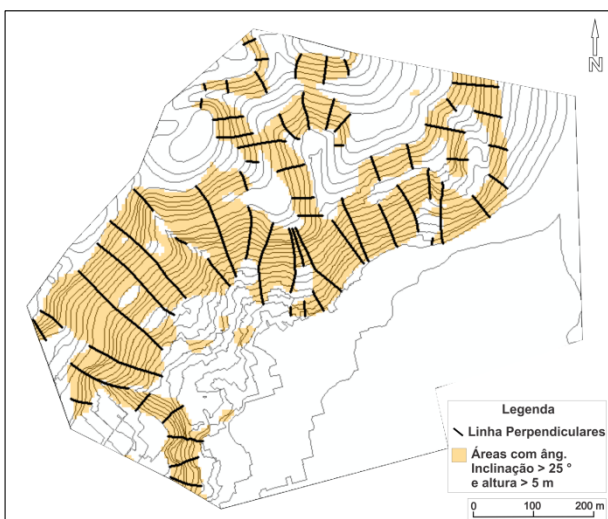 N
Legenda
Linha Perpendiculares
Áreas com âng.
Inclinação > 25 °
e altura > 5 m
0 100 200 m